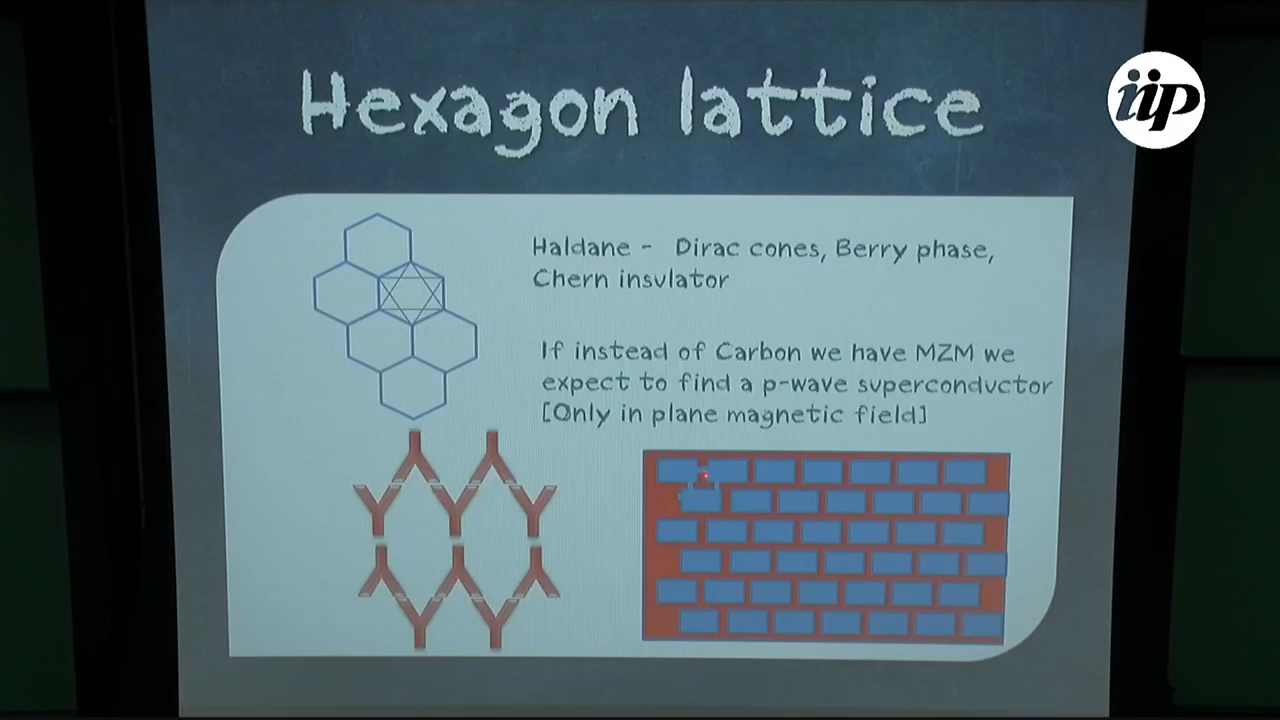 Hexagon lattice
iip
Haldane - Dirac cones, Berry phase,
Chern insulator
If instead of Carbon we have MZM we
expect to find a p-wave superconductor
[Only in plane magnetic field]